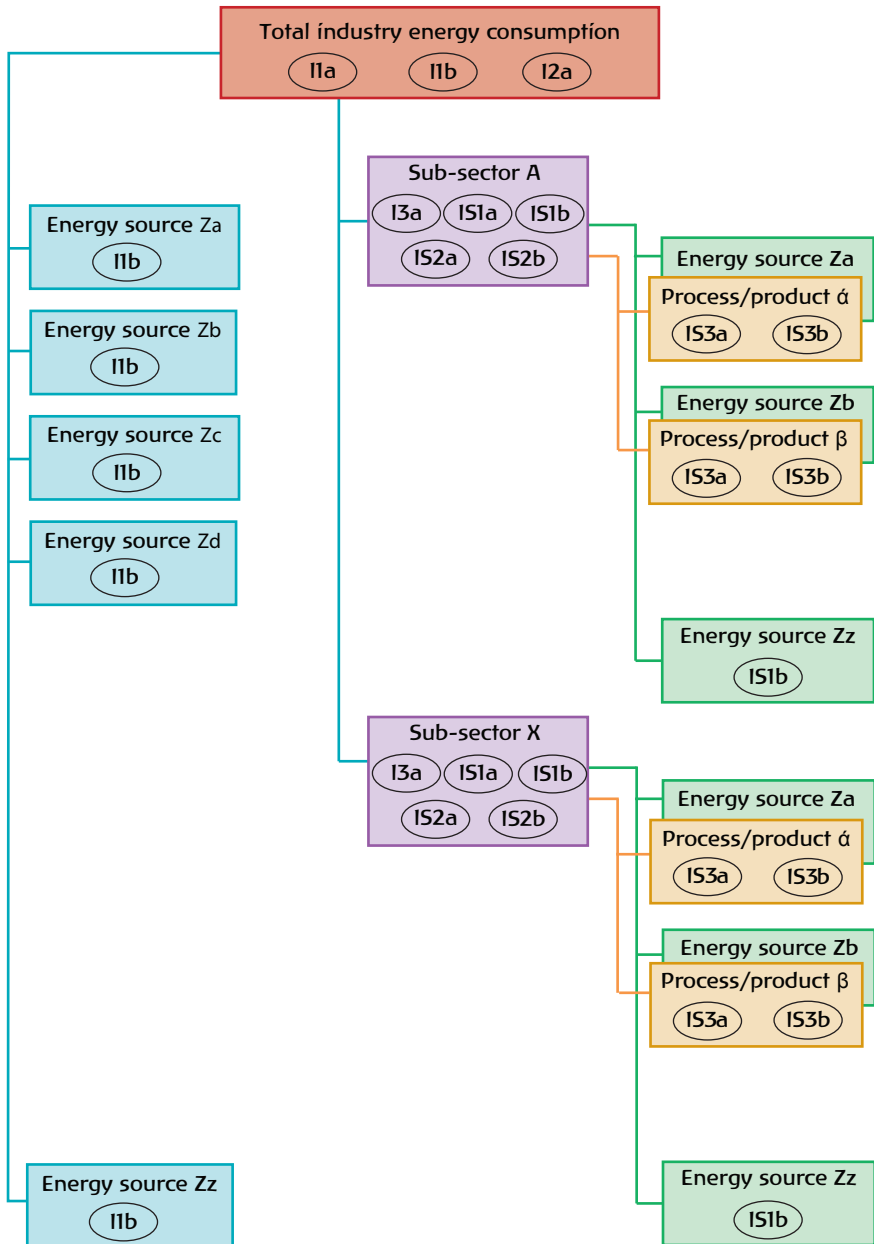 Total industry energy consumption
I1a I1b I2a
Energy source Za
I1b
Energy source Zb
I1b
Energy source Zc
I1b
Energy source Zd
I1b
Energy source Zz
I1b
Sub-sector A
I3a IS1a IS1b
IS2a IS2b
Energy source Za
Process/product ά
IS3a IS3b
Energy source Zb
Process/product β
IS3a IS3b
Energy source Zz
IS1b
Sub-sector X
I3a IS1a IS1b
IS2a IS2b
Energy source Za
Process/product ά
IS3a IS3b
Energy source Zb
Process/product β
IS3a IS3b
Energy source Zz
IS1b